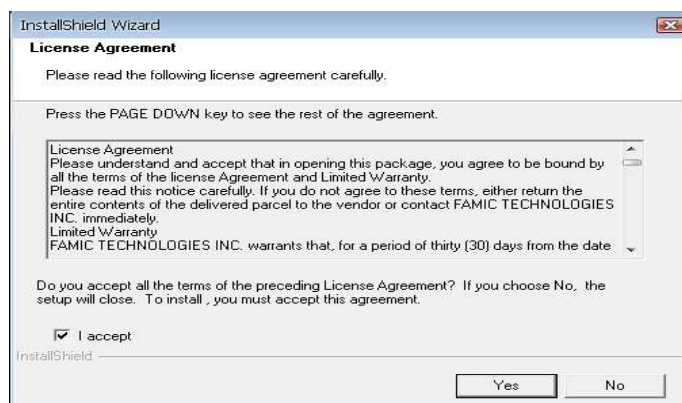 InstallShield Wizard
License Agreement
Please read the following license agreement carefully.
Press the PAGE DOWN key to see the rest of the agreement.
License Agreement
Please understand and accept that in opening this package, you agree to be bound by
all the terms of the license Agreement and Limited Warranty.
Please read this notice carefully. If you do not agree to these terms, either return the
entire contents of the delivered parcel to the vendor or contact FAMIC TECHNOLOGIES
INC. immediately.
Limited Warranty
FAMIC TECHNOLOGIES INC. warrants that, for a period of thirty (30) days from the date
Do you accept all the terms of the preceding License Agreement? If you choose No, the
setup will close. To install , you must accept this agreement.
I accept
InstallShield
Yes
No